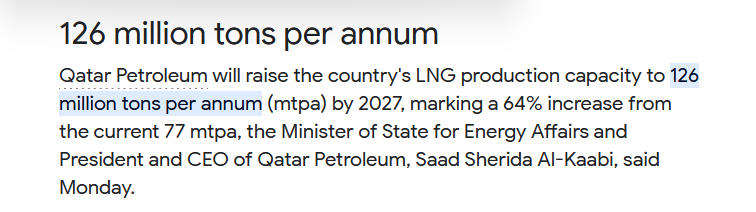 126 million tons per annum
Qatar Petroleum will raise the country's LNG production capacity to 126
million tons per annum (mtpa) by 2027, marking a 64% increase from
the current 77 mtpa, the Minister of State for Energy Affairs and
President and CEO of Qatar Petroleum, Saad Sherida Al-Kaabi, said
Monday.